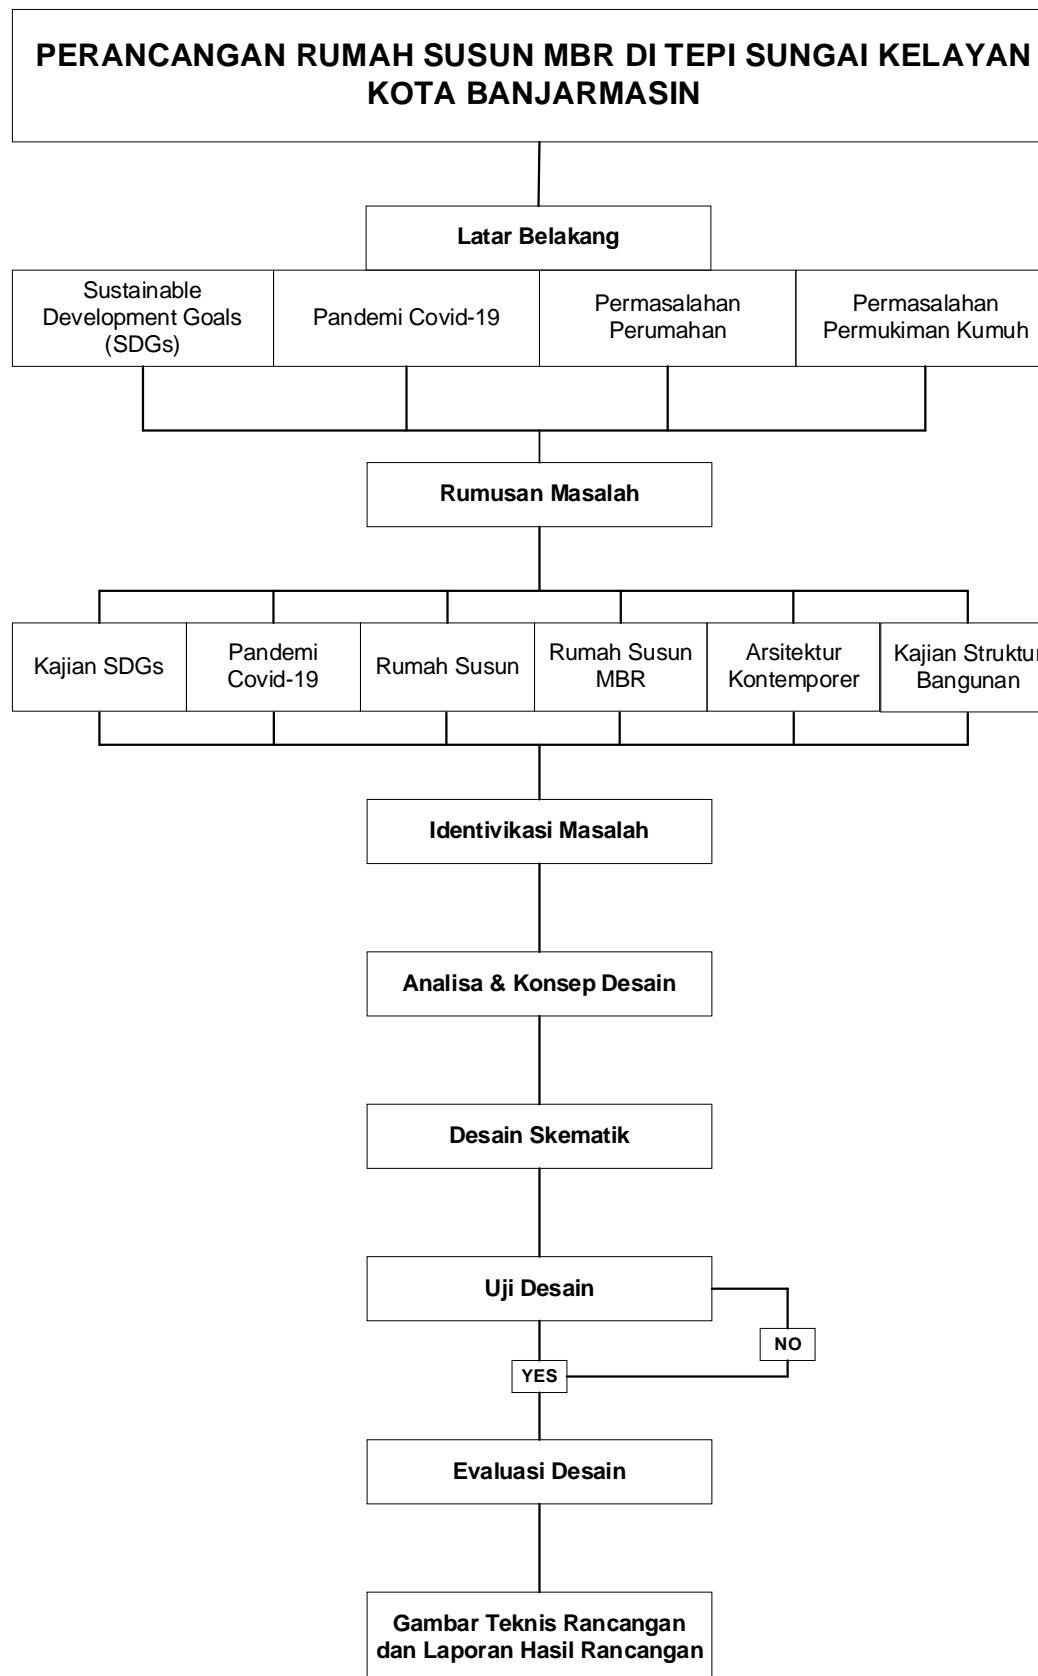 PERANCANGAN RUMAH SUSUN MBR DI TEPI SUNGAI KELAYAN
KOTA BANJARMASIN
Latar Belakang
Sustainable
Development Goals
(SDGs)
Pandemi Covid-19
Permasalahan
Perumahan
Permasalahan
Permukiman Kumuh
Rumusan Masalah
Kajian SDGs
Pandemi
Covid-19
Rumah Susun
Rumah Susun
MBR
Arsitektur
Kontemporer
Kajian Struktur
Bangunan
Identivikasi Masalah
Analisa & Konsep Desain
Desain Skematik
Uji Desain
NO
YES
Evaluasi Desain
Gambar Teknis Rancangan
dan Laporan Hasil Rancangan